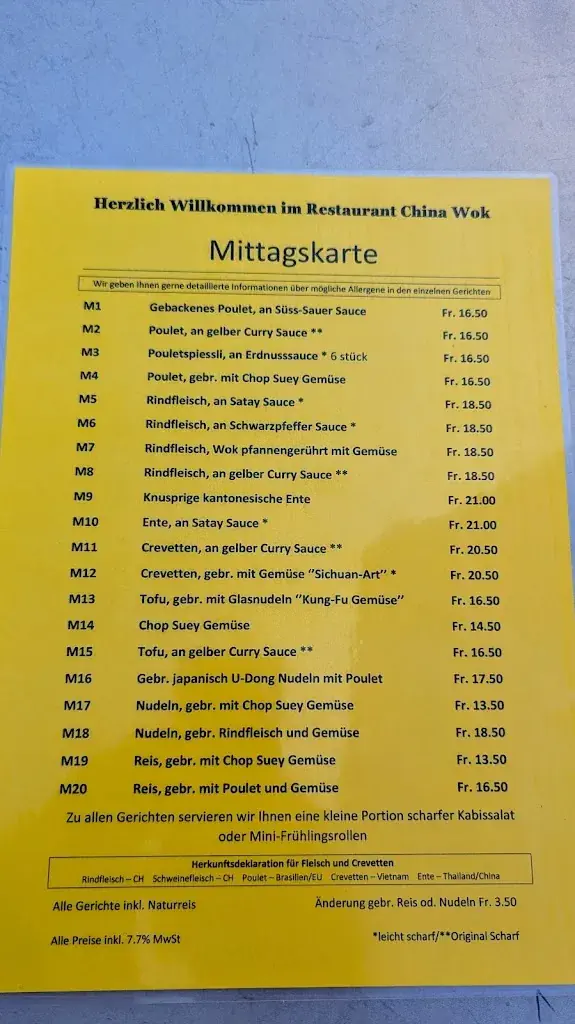 Herzlich Willkommen im Restaurant China Wok
Mittagskarte
Wir geben Ihnen gerne detaillierte Informationen über mögliche Allergene in den einzelnen Gerichten
M1 Gebackenes Poulet, an Süss-Sauer Sauce Fr. 16.50
M2 Poulet, an gelber Curry Sauce ** Fr. 16.50
M3 Pouletspiessli, an Erdnusssauce * 6 stück Fr. 16.50
M4 Poulet, gebr. mit Chop Suey Gemüse Fr. 16.50
M5 Rindfleisch, an Satay Sauce * Fr. 18.50
M6 Rindfleisch, an Schwarzpfeffer Sauce * Fr. 18.50
M7 Rindfleisch, Wok pfannengerührt mit Gemüse Fr. 18.50
M8 Rindfleisch, an gelber Curry Sauce ** Fr. 18.50
M9 Knusprige kantonesische Ente Fr. 21.00
M10 Ente, an Satay Sauce * Fr. 21.00
M11 Crevetten, an gelber Curry Sauce ** Fr. 20.50
M12 Crevetten, gebr. mit Gemüse ‘’Sichuan-Art’’ * Fr. 20.50
M13 Tofu, gebr. mit Glasnudeln ‘’Kung-Fu Gemüse’’ Fr. 16.50
M14 Chop Suey Gemüse Fr. 14.50
M15 Tofu, an gelber Curry Sauce ** Fr. 16.50
M16 Gebr. japanisch U-Dong Nudeln mit Poulet Fr. 17.50
M17 Nudeln, gebr. mit Chop Suey Gemüse Fr. 13.50
M18 Nudeln, gebr. Rindfleisch und Gemüse Fr. 18.50
M19 Reis, gebr. mit Chop Suey Gemüse Fr. 13.50
M20 Reis, gebr. mit Poulet und Gemüse Fr. 16.50
Zu allen Gerichten servieren wir Ihnen eine kleine Portion scharfer Kabissalat
oder Mini-Frühlingsrollen
Herkunftsdeklaration für Fleisch und Crevetten
Rindfleisch – CH Schweinefleisch – CH Poulet – Brasilien/EU Crevetten – Vietnam Ente – Thailand/China
Alle Gerichte inkl. Naturreis Änderung gebr. Reis od. Nudeln Fr. 3.50
Alle Preise inkl. 7.7% MwSt *leicht scharf/**Original Scharf